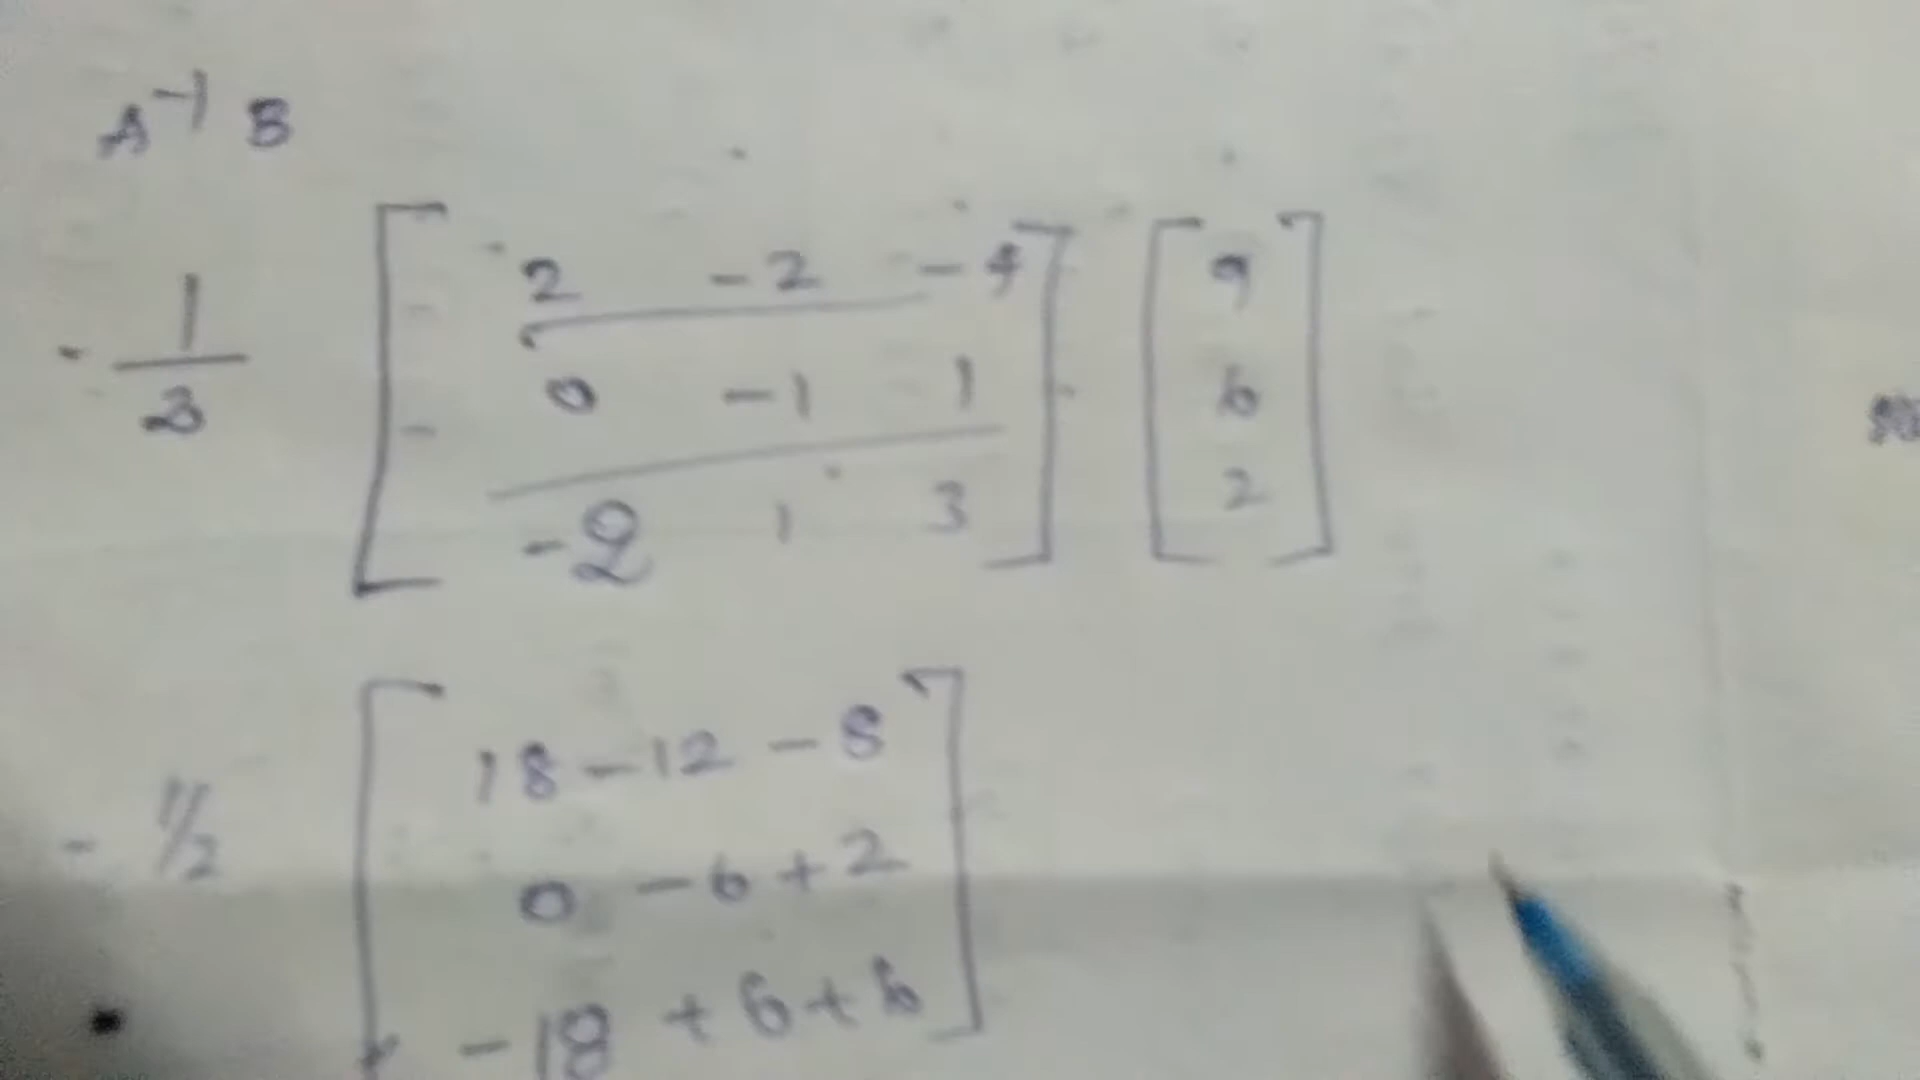 A⁻¹ B
- 1/2 [ 2 -2 -4 ] [ 9 ]
[ 0 -1 1 ] [ 6 ]
[ -2 1 3 ] [ 2 ]
- 1/2 [ 18 - 12 - 8 ]
[ 0 - 6 + 2 ]
[ -18 + 6 + 6 ]